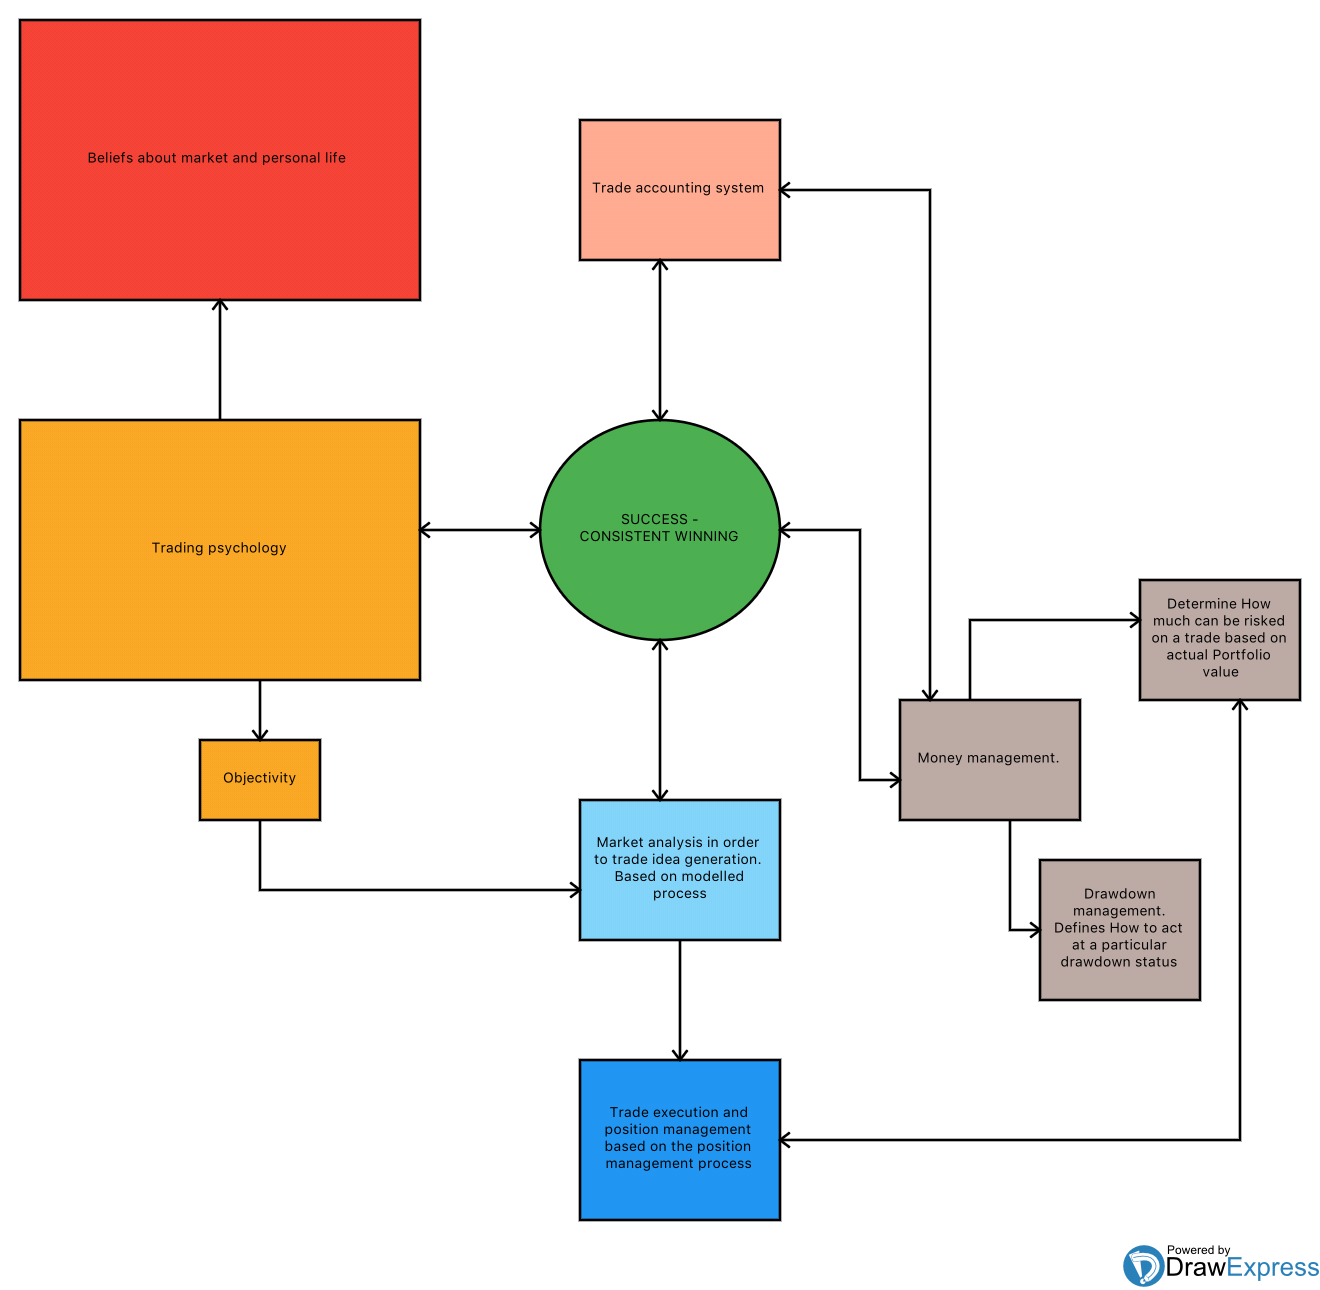 Beliefs about market and personal life
Trade accounting system
SUCCESS -
CONSISTENT WINNING
Trading psychology
Determine How
much can be risked
on a trade based on
actual Portfolio
value
Money management.
Objectivity
Market analysis in order
to trade idea generation.
Based on modelled
process
Drawdown
management.
Defines How to act
at a particular
drawdown status
Trade execution and
position management
based on the position
management process
Powered by
DrawExpress